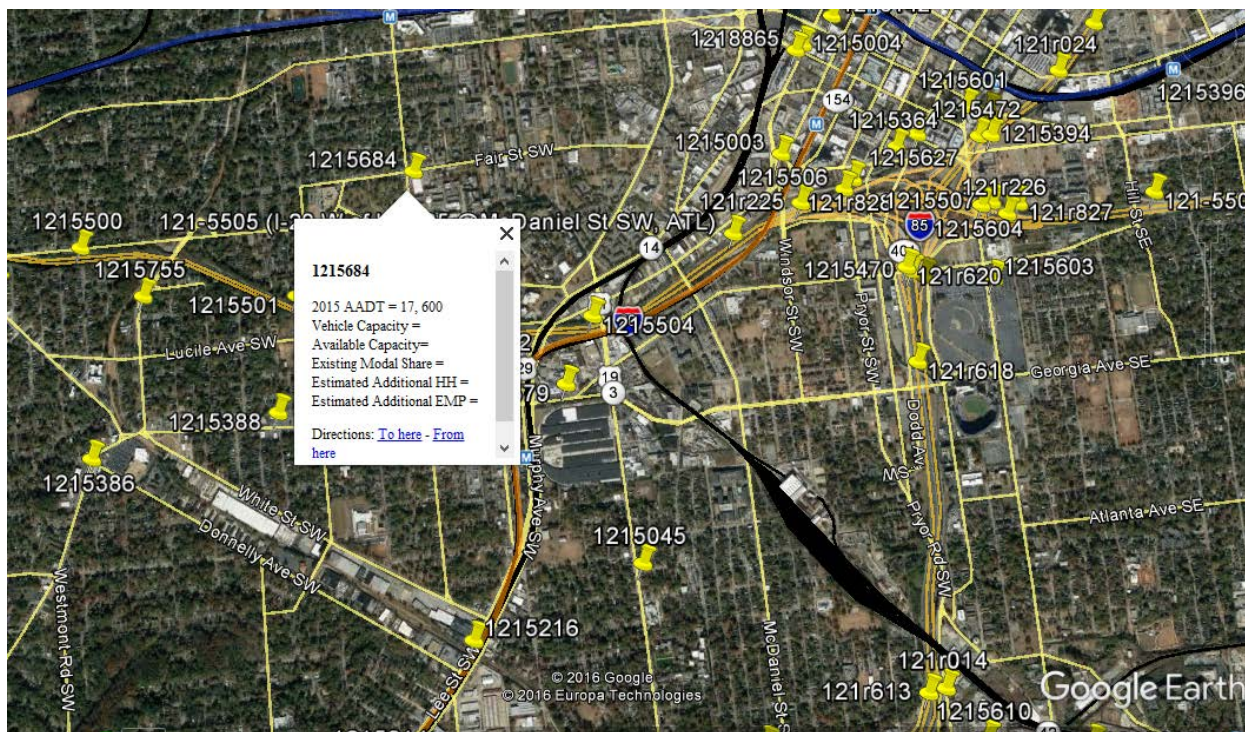 1218865
1215004
121r024
1215601
1215396
154
1215472
1215364
1215394
1215003
1215684
Fair St SW
1215627
1215506
1215500
121-5505 (I-20 W
Daniel St SW, ATL)
121r225
121r828
1215507
121r226
121r827
121-550
Hill St SE
14
85
1215604
1215755
1215470
121r620
1215603
1215501
Windsor St SW
Pryor St SW
1215504
Lucile Ave SW
29
79
19
3
121r618
Georgia Ave SE
1215388
1215386
1215684
2015 AADT = 17, 600
Vehicle Capacity =
Available Capacity=
Existing Modal Share =
Estimated Additional HH =
Estimated Additional EMP =
Directions: To here - From
here
Murphy Ave SW
Dodd Av
White St SW
Donnelly Ave SW
Pryor Rd SW
Atlanta Ave SE
1215045
Westmont Rd SW
1215216
McDaniel St S
Lee St SW
121r014
121r613
1215610
© 2016 Google
© 2016 Europa Technologies
Google Earth